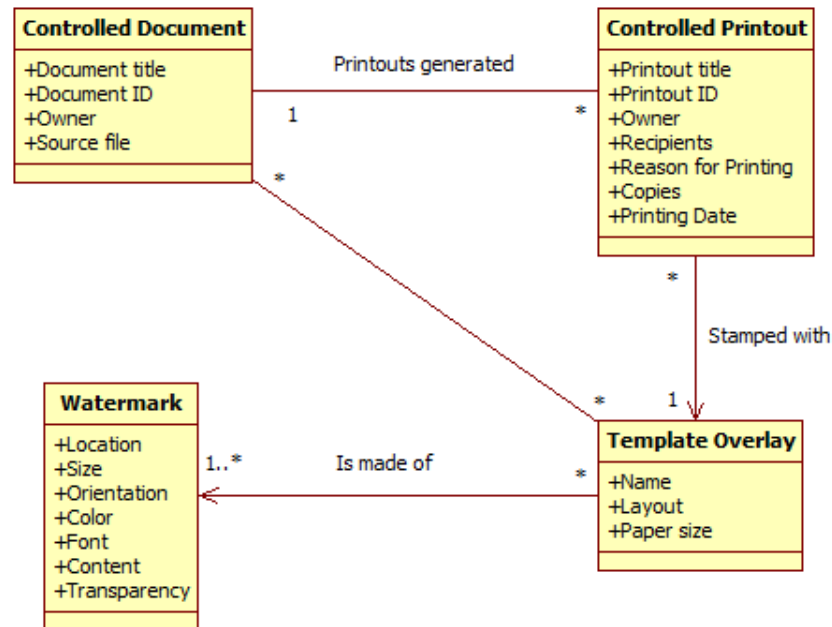 Controlled Document
+Document title
+Document ID
+Owner
+Source file
Printouts generated
1
*
Controlled Printout
+Printout title
+Printout ID
+Owner
+Recipients
+Reason for Printing
+Copies
+Printing Date
*
*
Stamped with
*
1
Watermark
+Location
+Size
+Orientation
+Color
+Font
+Content
+Transparency
1..*
Is made of
*
Template Overlay
+Name
+Layout
+Paper size